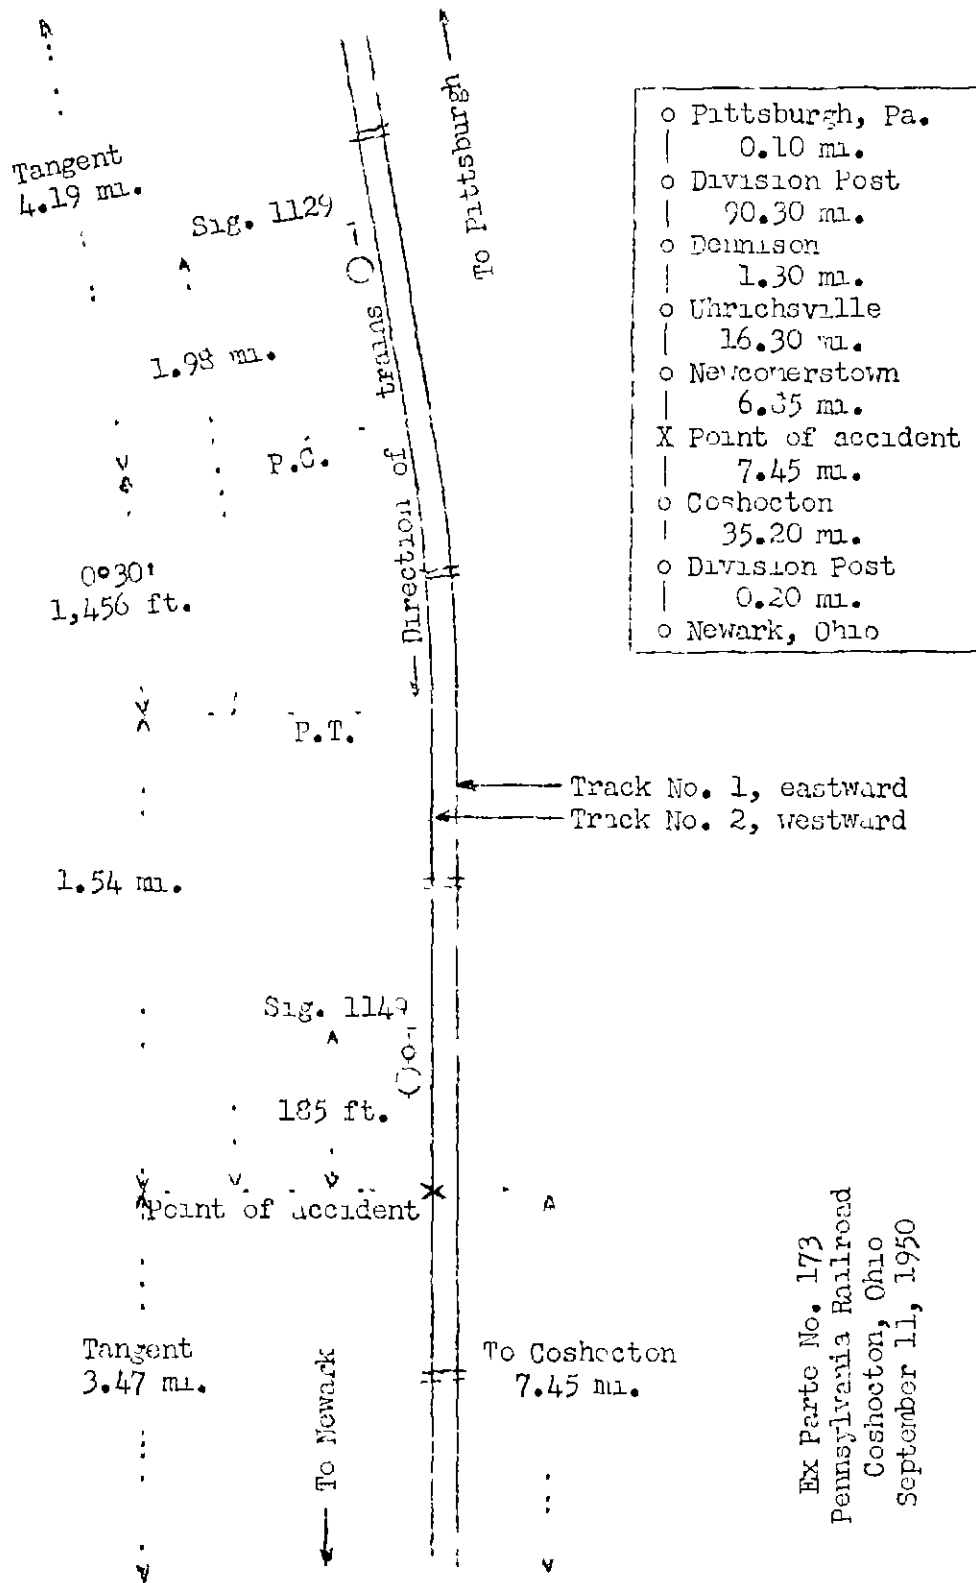 To Pittsburgh
Tangent
4.19 mi.
Sig. 1129
1.98 mi.
P.C.
Direction of trains
0°30'
1,456 ft.
P.T.
Track No. 1, eastward
Track No. 2, westward
1.54 mi.
Sig. 1149
185 ft.
Point of accident
Tangent
3.47 mi.
To Newark
To Coshocton
7.45 mi.
Pittsburgh, Pa.
0.10 mi.
Division Post
90.30 mi.
Dennison
1.30 mi.
Uhrichsville
16.30 mi.
Newcomerstown
6.35 mi.
X Point of accident
7.45 mi.
Coshocton
35.20 mi.
Division Post
0.20 mi.
Newark, Ohio
Ex Parte No. 173
Pennsylvania Railroad
Coshocton, Ohio
September 11, 1950